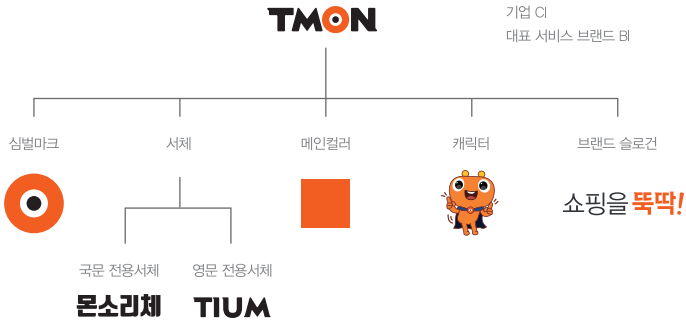 TMON
기업 CI
대표 서비스 브랜드 BI
심벌마크
서체
메인컬러
캐릭터
브랜드 슬로건
쇼핑을 뚝딱!
국문 전용서체
영문 전용서체
몬소리체
TIUM